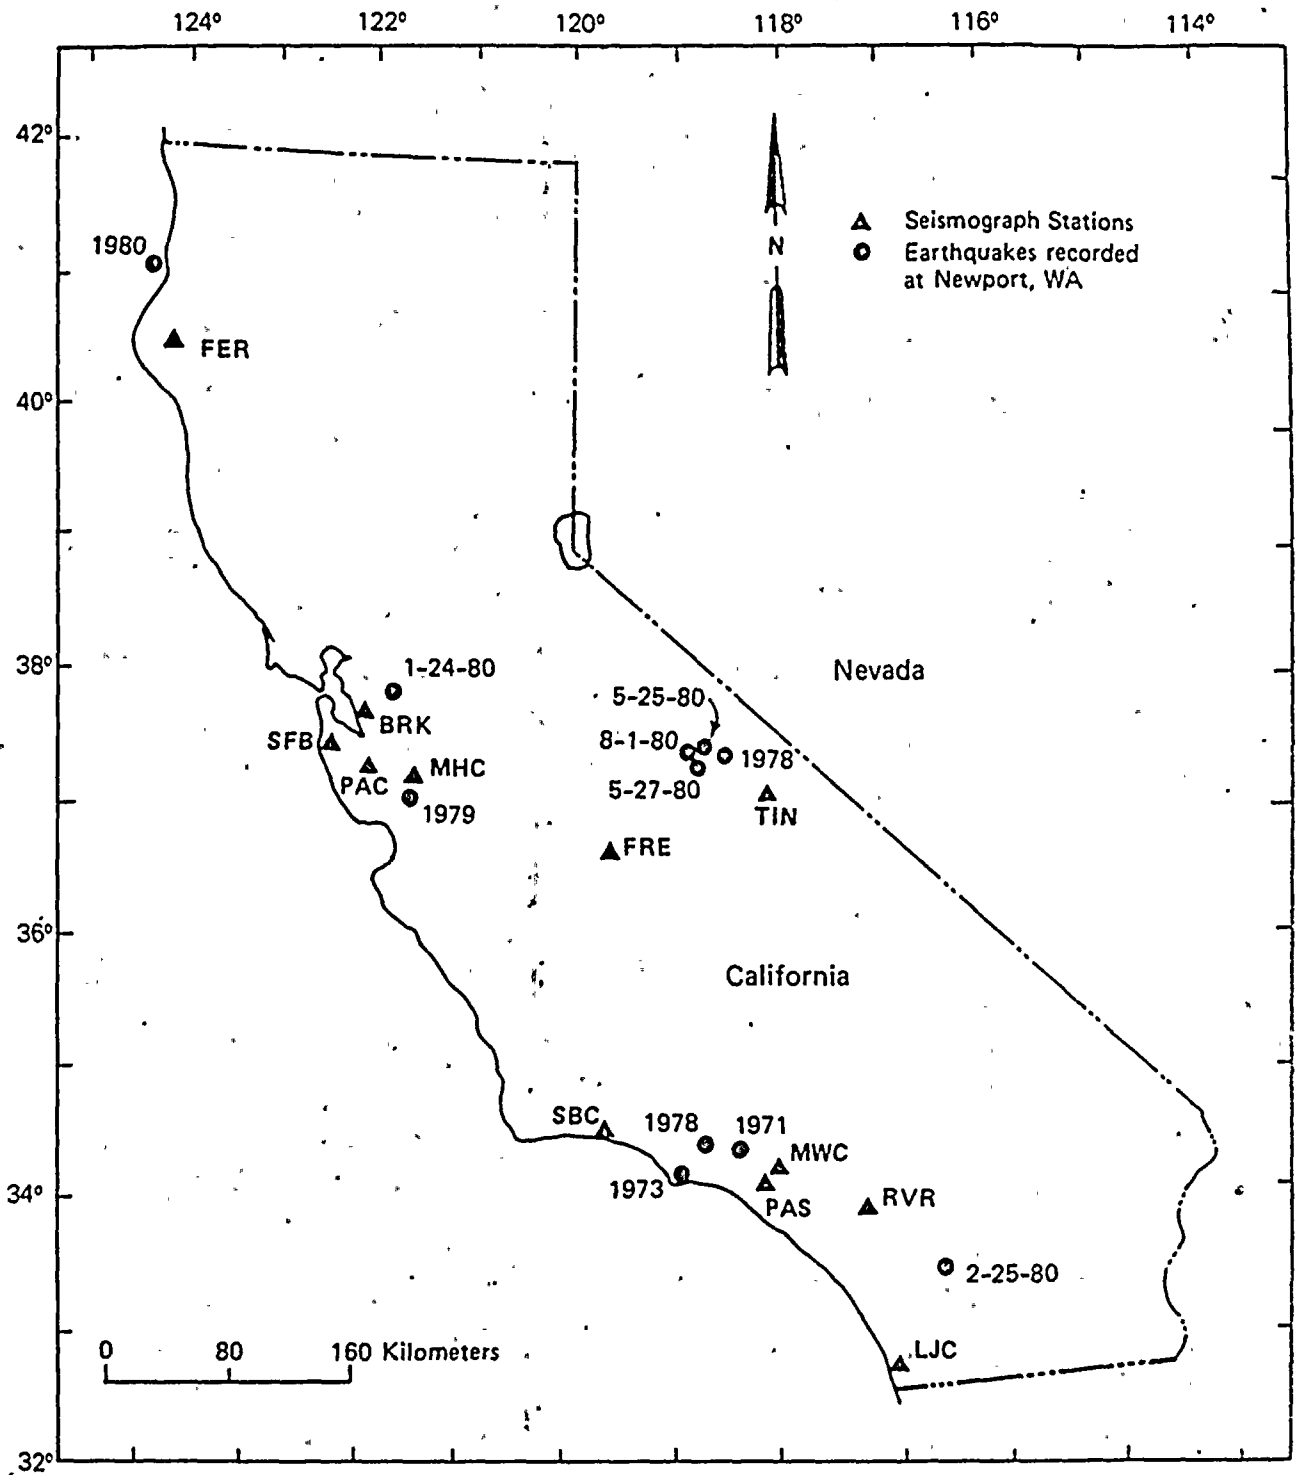 124° 122° 120° 118° 116° 114°
42°
Seismograph Stations
1980
N
Earthquakes recorded
at Newport, WA
FER
40°
38°
1-24-80
Nevada
5-25-80
BRK
SFB
8-1-80
1978
MHC
PAC
5-27-80
1979
TIN
FRE
36°
California
SBC
1978
1971
MWC
1973
34°
PAS
RVR
2-25-80
0 80 160 Kilometers
LJC
32°